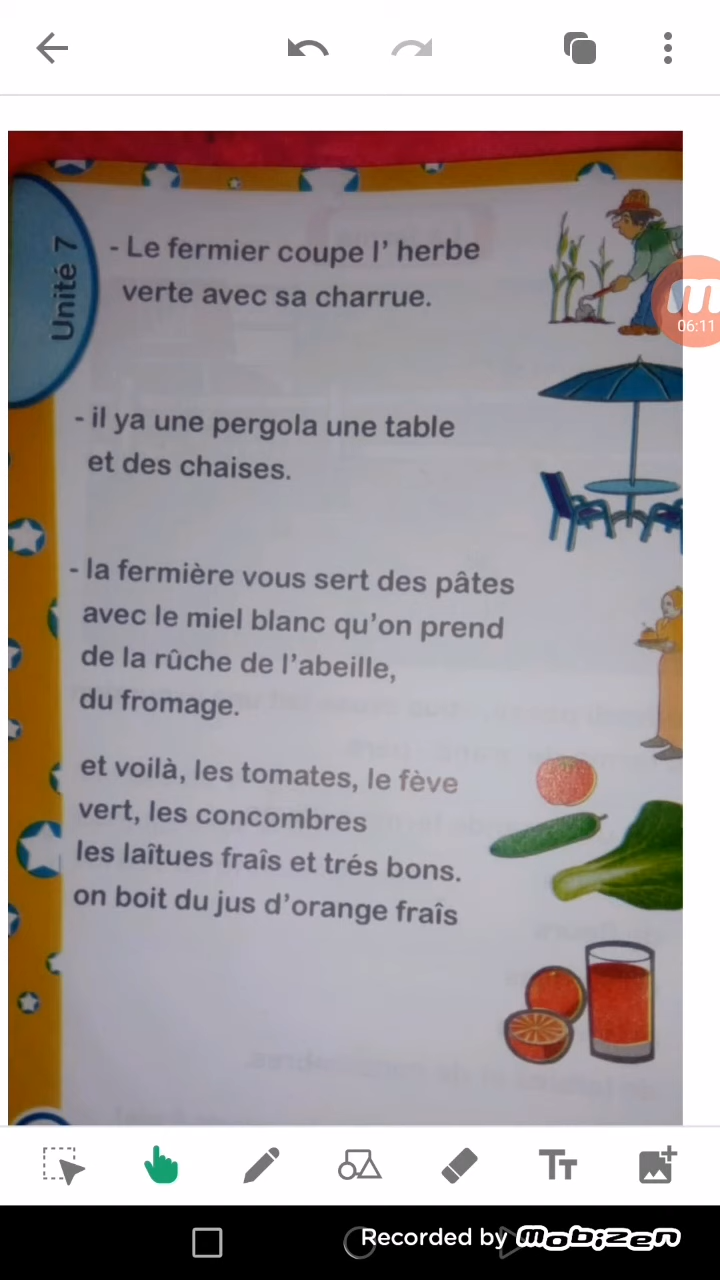 Unité 7
- Le fermier coupe l' herbe
verte avec sa charrue.
- il ya une pergola une table
et des chaises.
- la fermière vous sert des pâtes
avec le miel blanc qu'on prend
de la rûche de l'abeille,
du fromage.
et voilà, les tomates, le fève
vert, les concombres
les laîtues fraîs et trés bons.
on boit du jus d'orange fraîs
06:11
TT
Recorded by mobizen